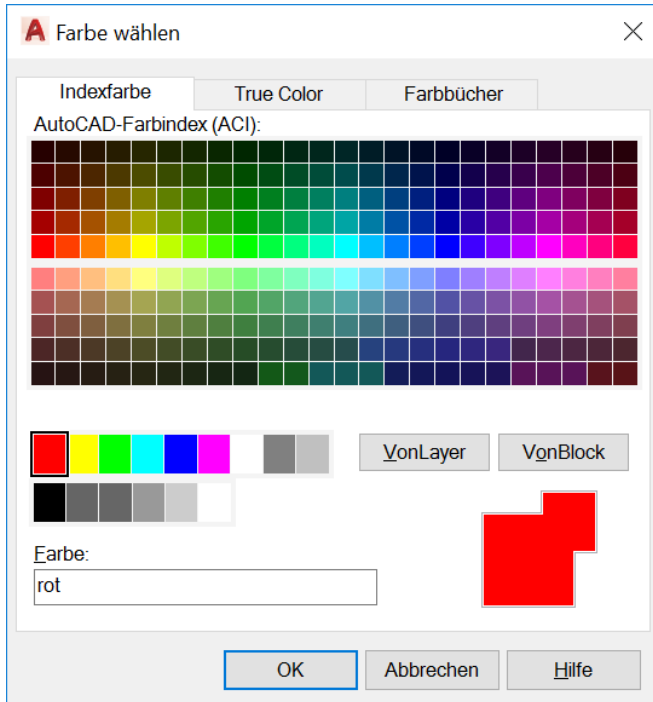 Farbe wählen
Indexfarbe True Color Farbbücher
AutoCAD-Farbindex (ACI):
VonLayer VonBlock
Farbe:
rot
OK Abbrechen Hilfe